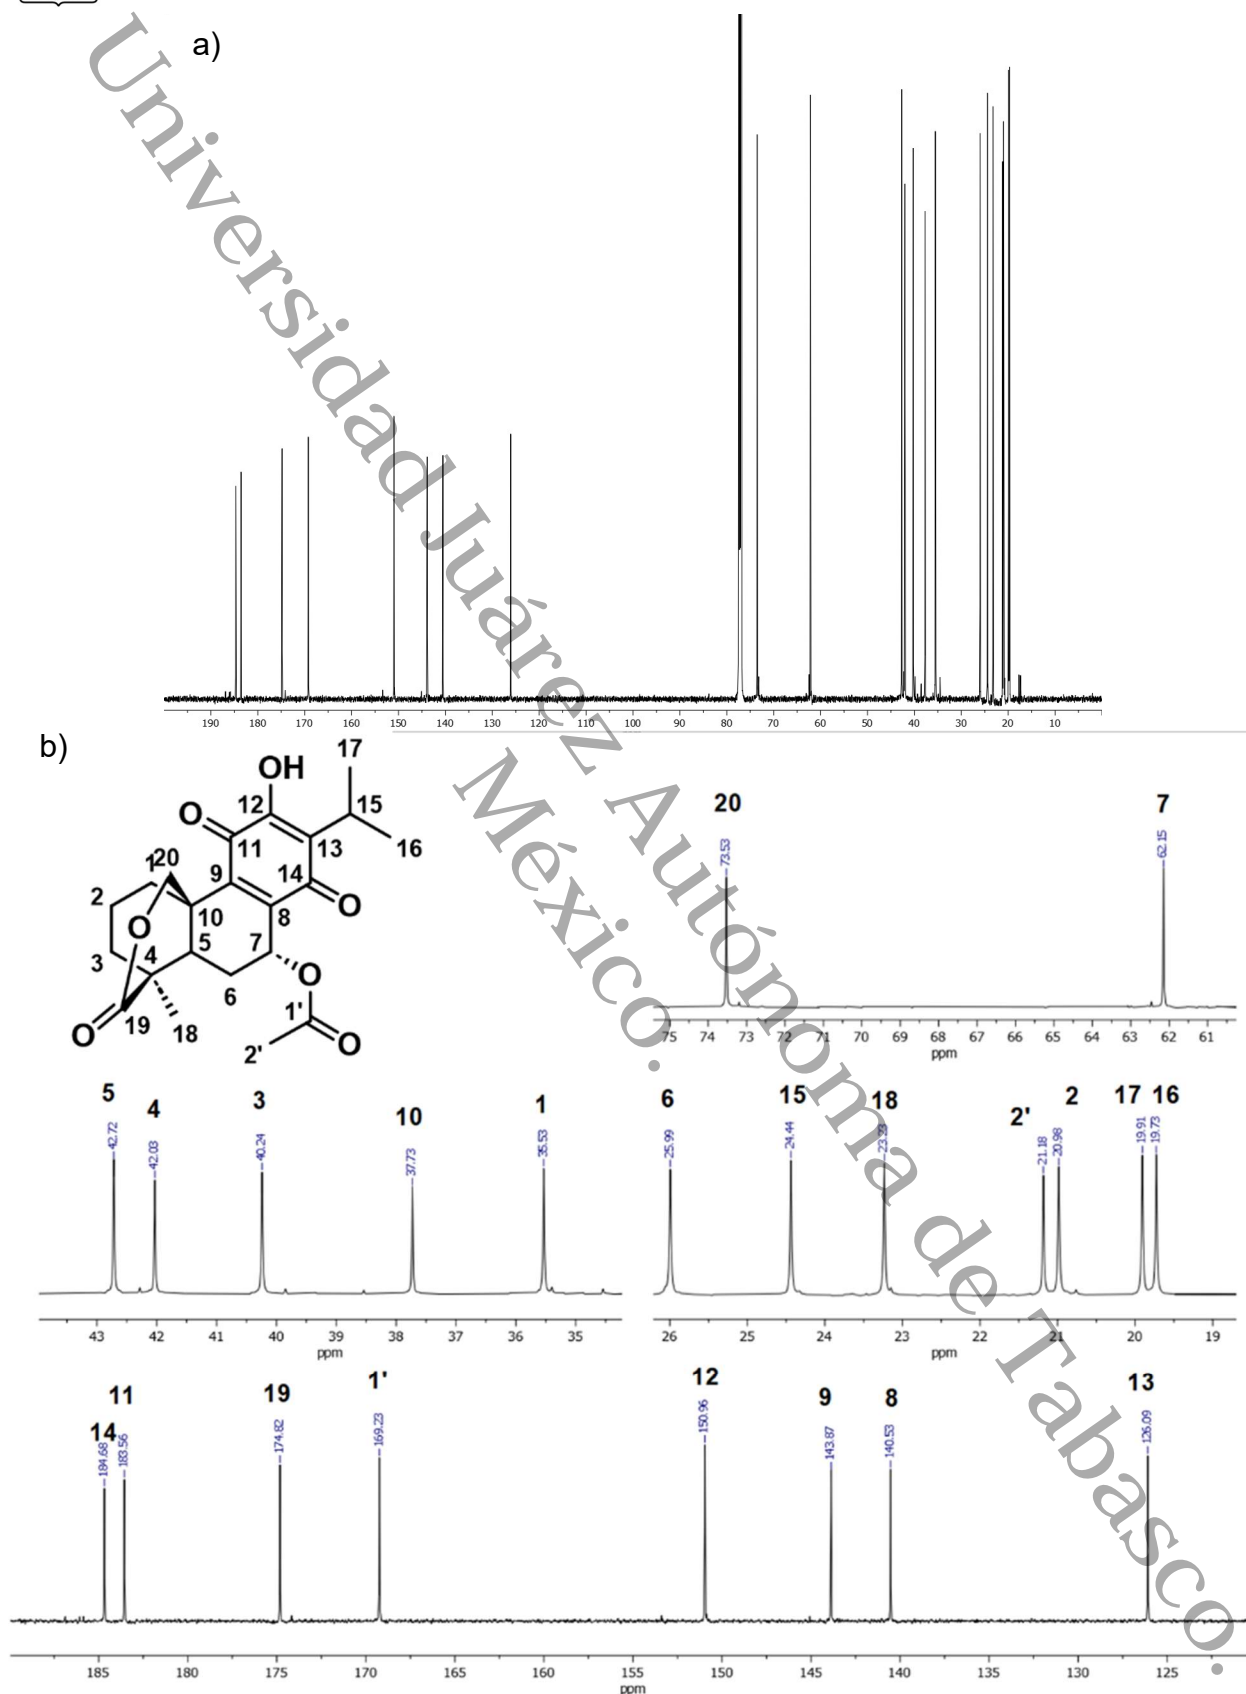 a)
190 180 170 160 150 140 130 120 110 100 90 80 70 60 50 40 30 20 10
b)
17
OH
12
15
O
11
13
16
20
1
9
14
2
O
8
10
O
7
5
4
3
O
6
1'
19
18
O
2'
O
20 7
73.53 62.15
75 74 73 72 71 70 69 68 67 66 65 64 63 62 61
ppm
5 4 3 10 1
42.72 42.03 40.24 37.73 35.53
43 42 41 40 39 38 37 36 35
ppm
6 15 18 2' 2 17 16
25.99 24.44 23.23 21.18 20.98 19.91 19.73
26 25 24 23 22 21 20 19
ppm
14 11 19 1' 12 9 8 13
184.68 183.56 174.82 169.23 150.96 143.87 140.53 126.09
185 180 175 170 165 160 155 150 145 140 135 130 125
ppm
Universidad Juárez Autónoma de Tabasco.
México.